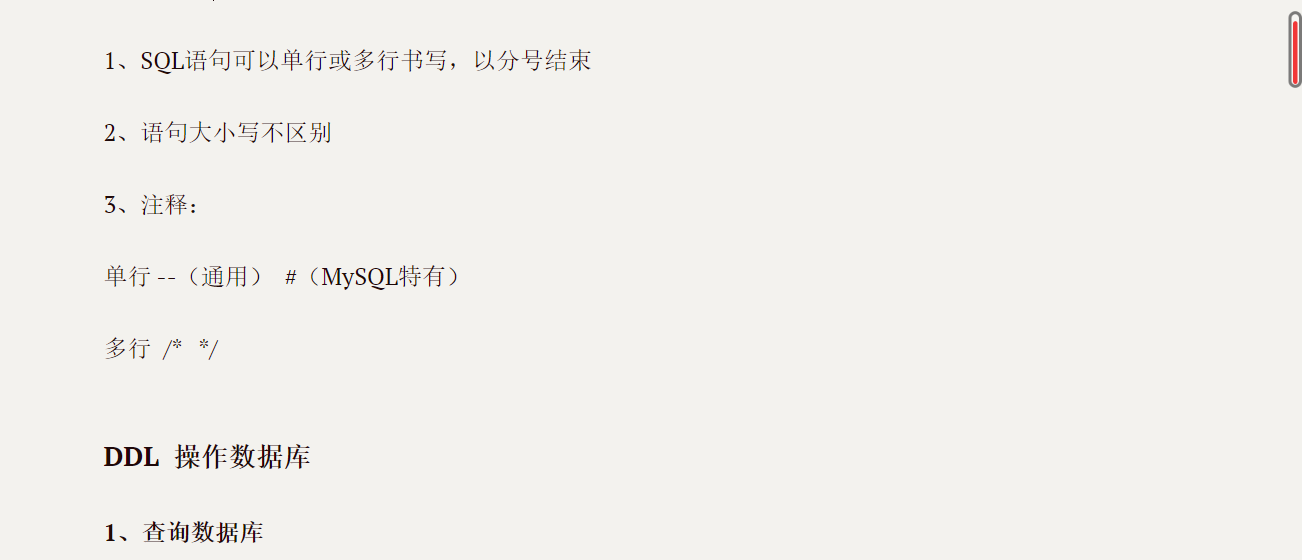 1、SQL语句可以单行或多行书写，以分号结束
2、语句大小写不区别
3、注释：
单行 --（通用） #（MySQL特有）
多行 /* */
DDL 操作数据库
1、查询数据库